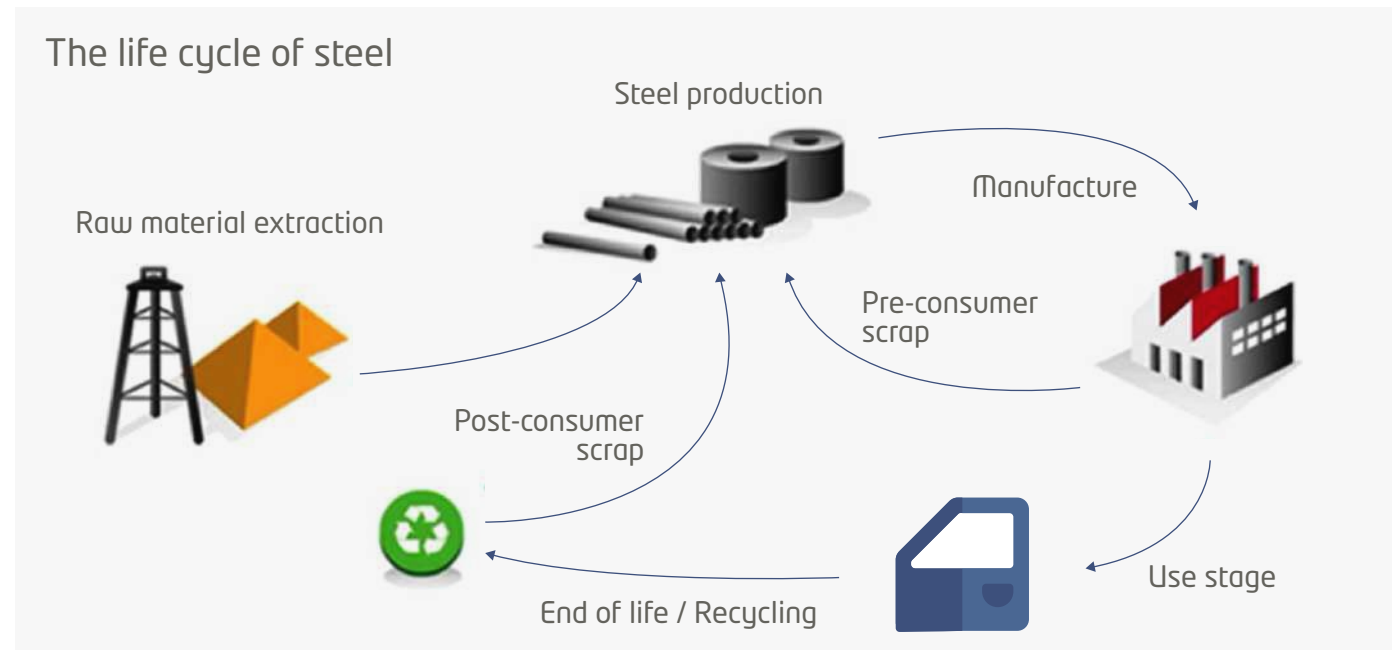 The life cycle of steel
Steel production
Manufacture
Raw material extraction
Pre-consumer
scrap
Post-consumer
scrap
Use stage
End of life / Recycling